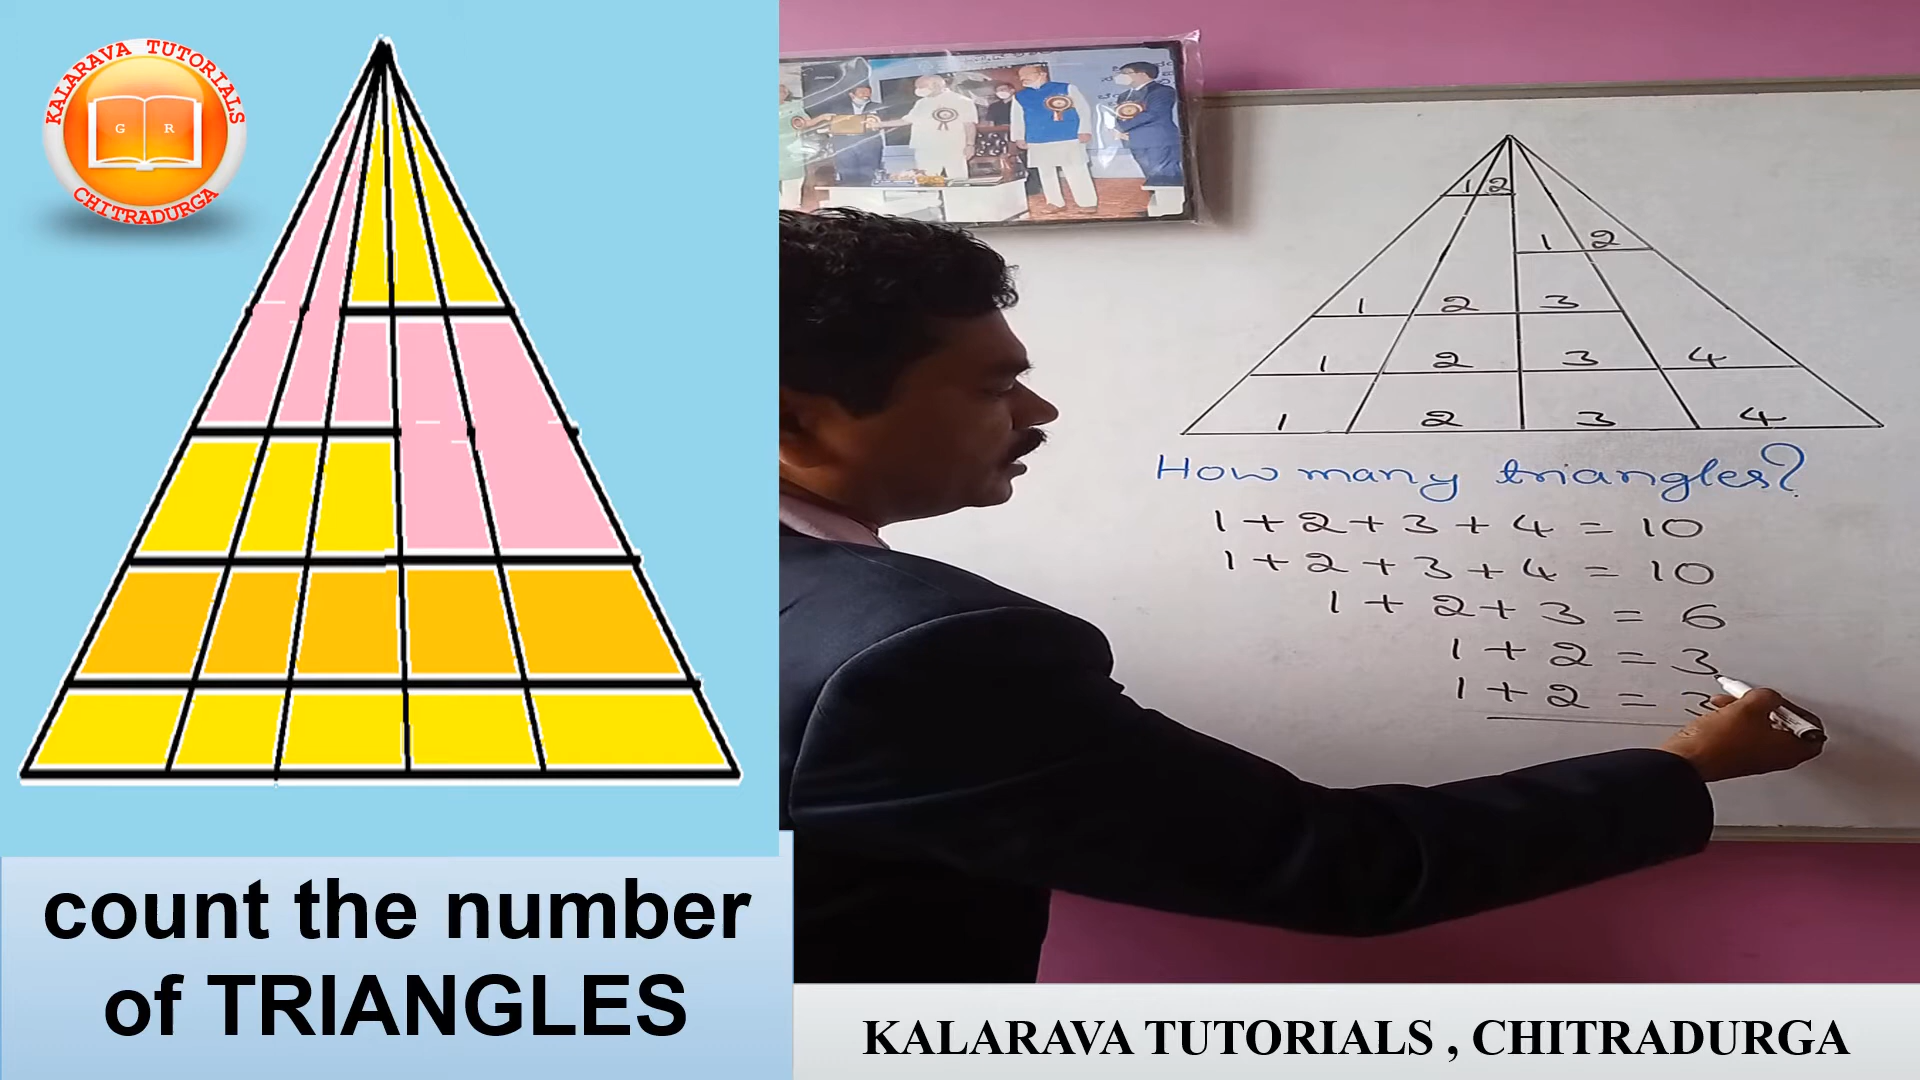 KALARAVA TUTORIALS
G R
CHITRADURGA
count the number
of TRIANGLES
1 2
1 2
1 2 3
1 2 3 4
1 2 3 4
How many triangles?
1 + 2 + 3 + 4 = 10
1 + 2 + 3 + 4 = 10
1 + 2 + 3 = 6
1 + 2 = 3
1 + 2 = 3
KALARAVA TUTORIALS , CHITRADURGA